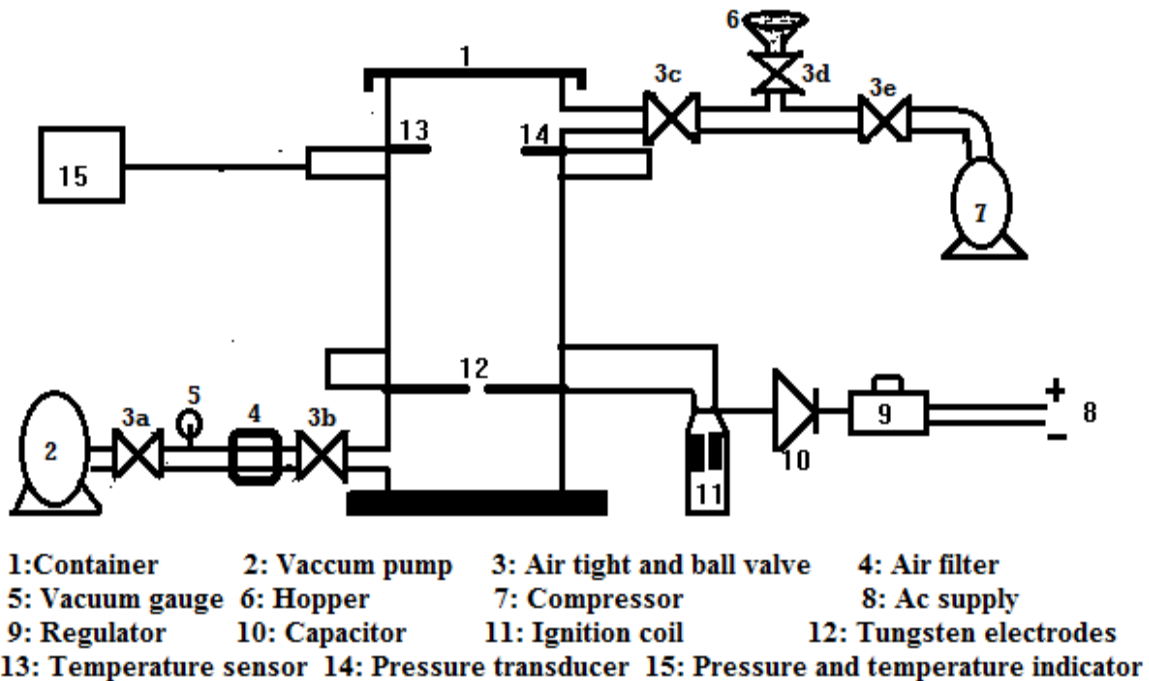 6
1
3c
3d
3e
13
14
15
7
12
5
3a
4
3b
2
+
9
8
−
10
11
1:Container 2: Vaccum pump 3: Air tight and ball valve 4: Air filter
5: Vacuum gauge 6: Hopper 7: Compressor 8: Ac supply
9: Regulator 10: Capacitor 11: Ignition coil 12: Tungsten electrodes
13: Temperature sensor 14: Pressure transducer 15: Pressure and temperature indicator